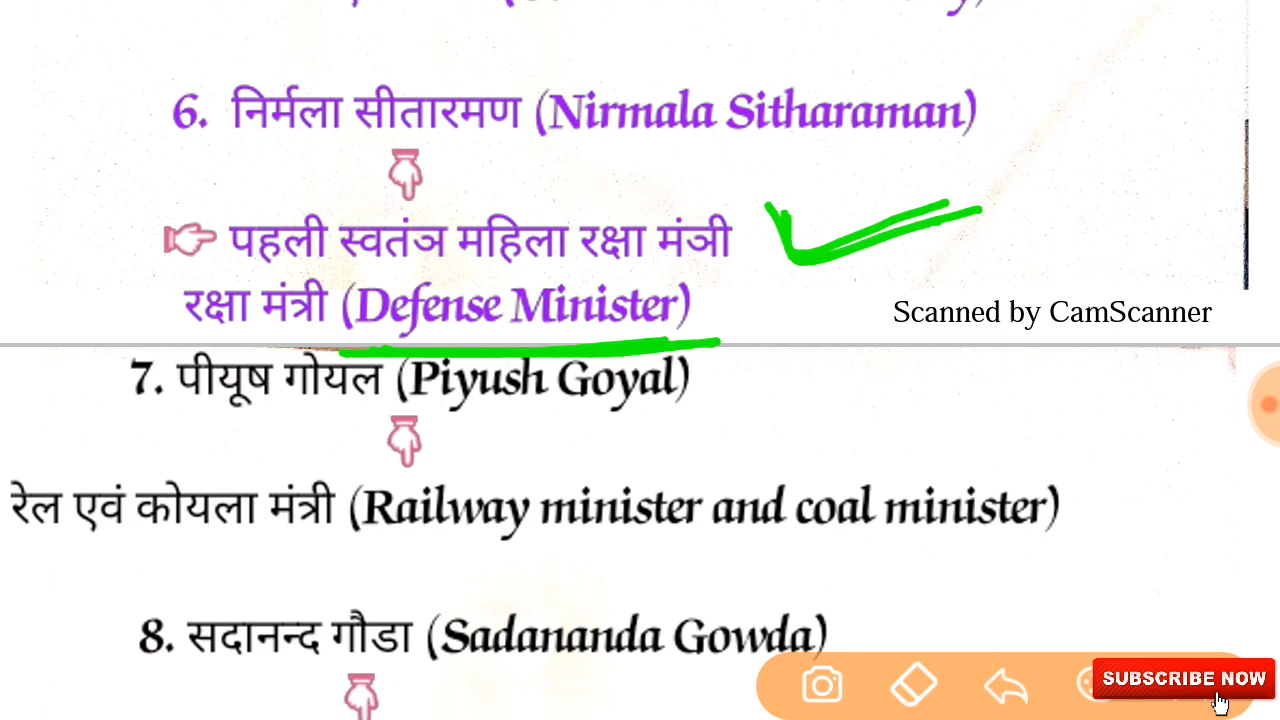 6. निर्मला सीतारमण (Nirmala Sitharaman)
पहली स्वतंञ महिला रक्षा मंञी
रक्षा मंत्री (Defense Minister)
Scanned by CamScanner
7. पीयूष गोयल (Piyush Goyal)
रेल एवं कोयला मंत्री (Railway minister and coal minister)
8. सदानन्द गौडा (Sadananda Gowda)
SUBSCRIBE NOW